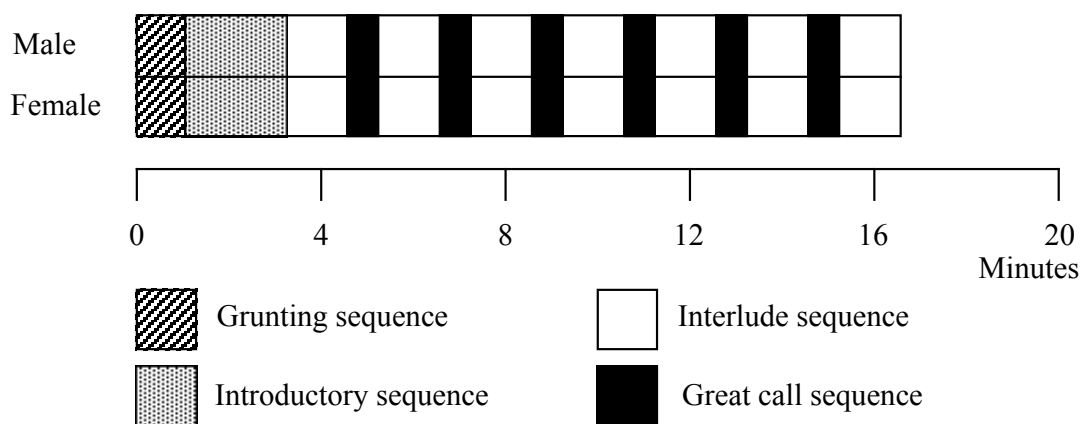 Male
Female
0 4 8 12 16 20
Minutes
Grunting sequence Interlude sequence
Introductory sequence Great call sequence